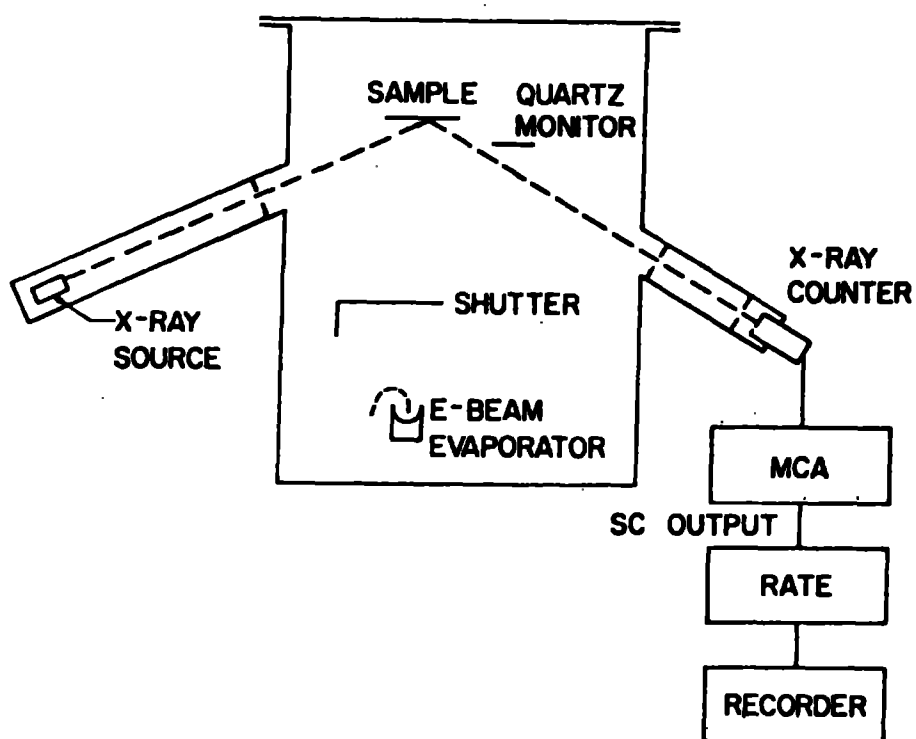 SAMPLE
QUARTZ
MONITOR
X-RAY
COUNTER
SHUTTER
X-RAY
SOURCE
E-BEAM
EVAPORATOR
MCA
SC OUTPUT
RATE
RECORDER